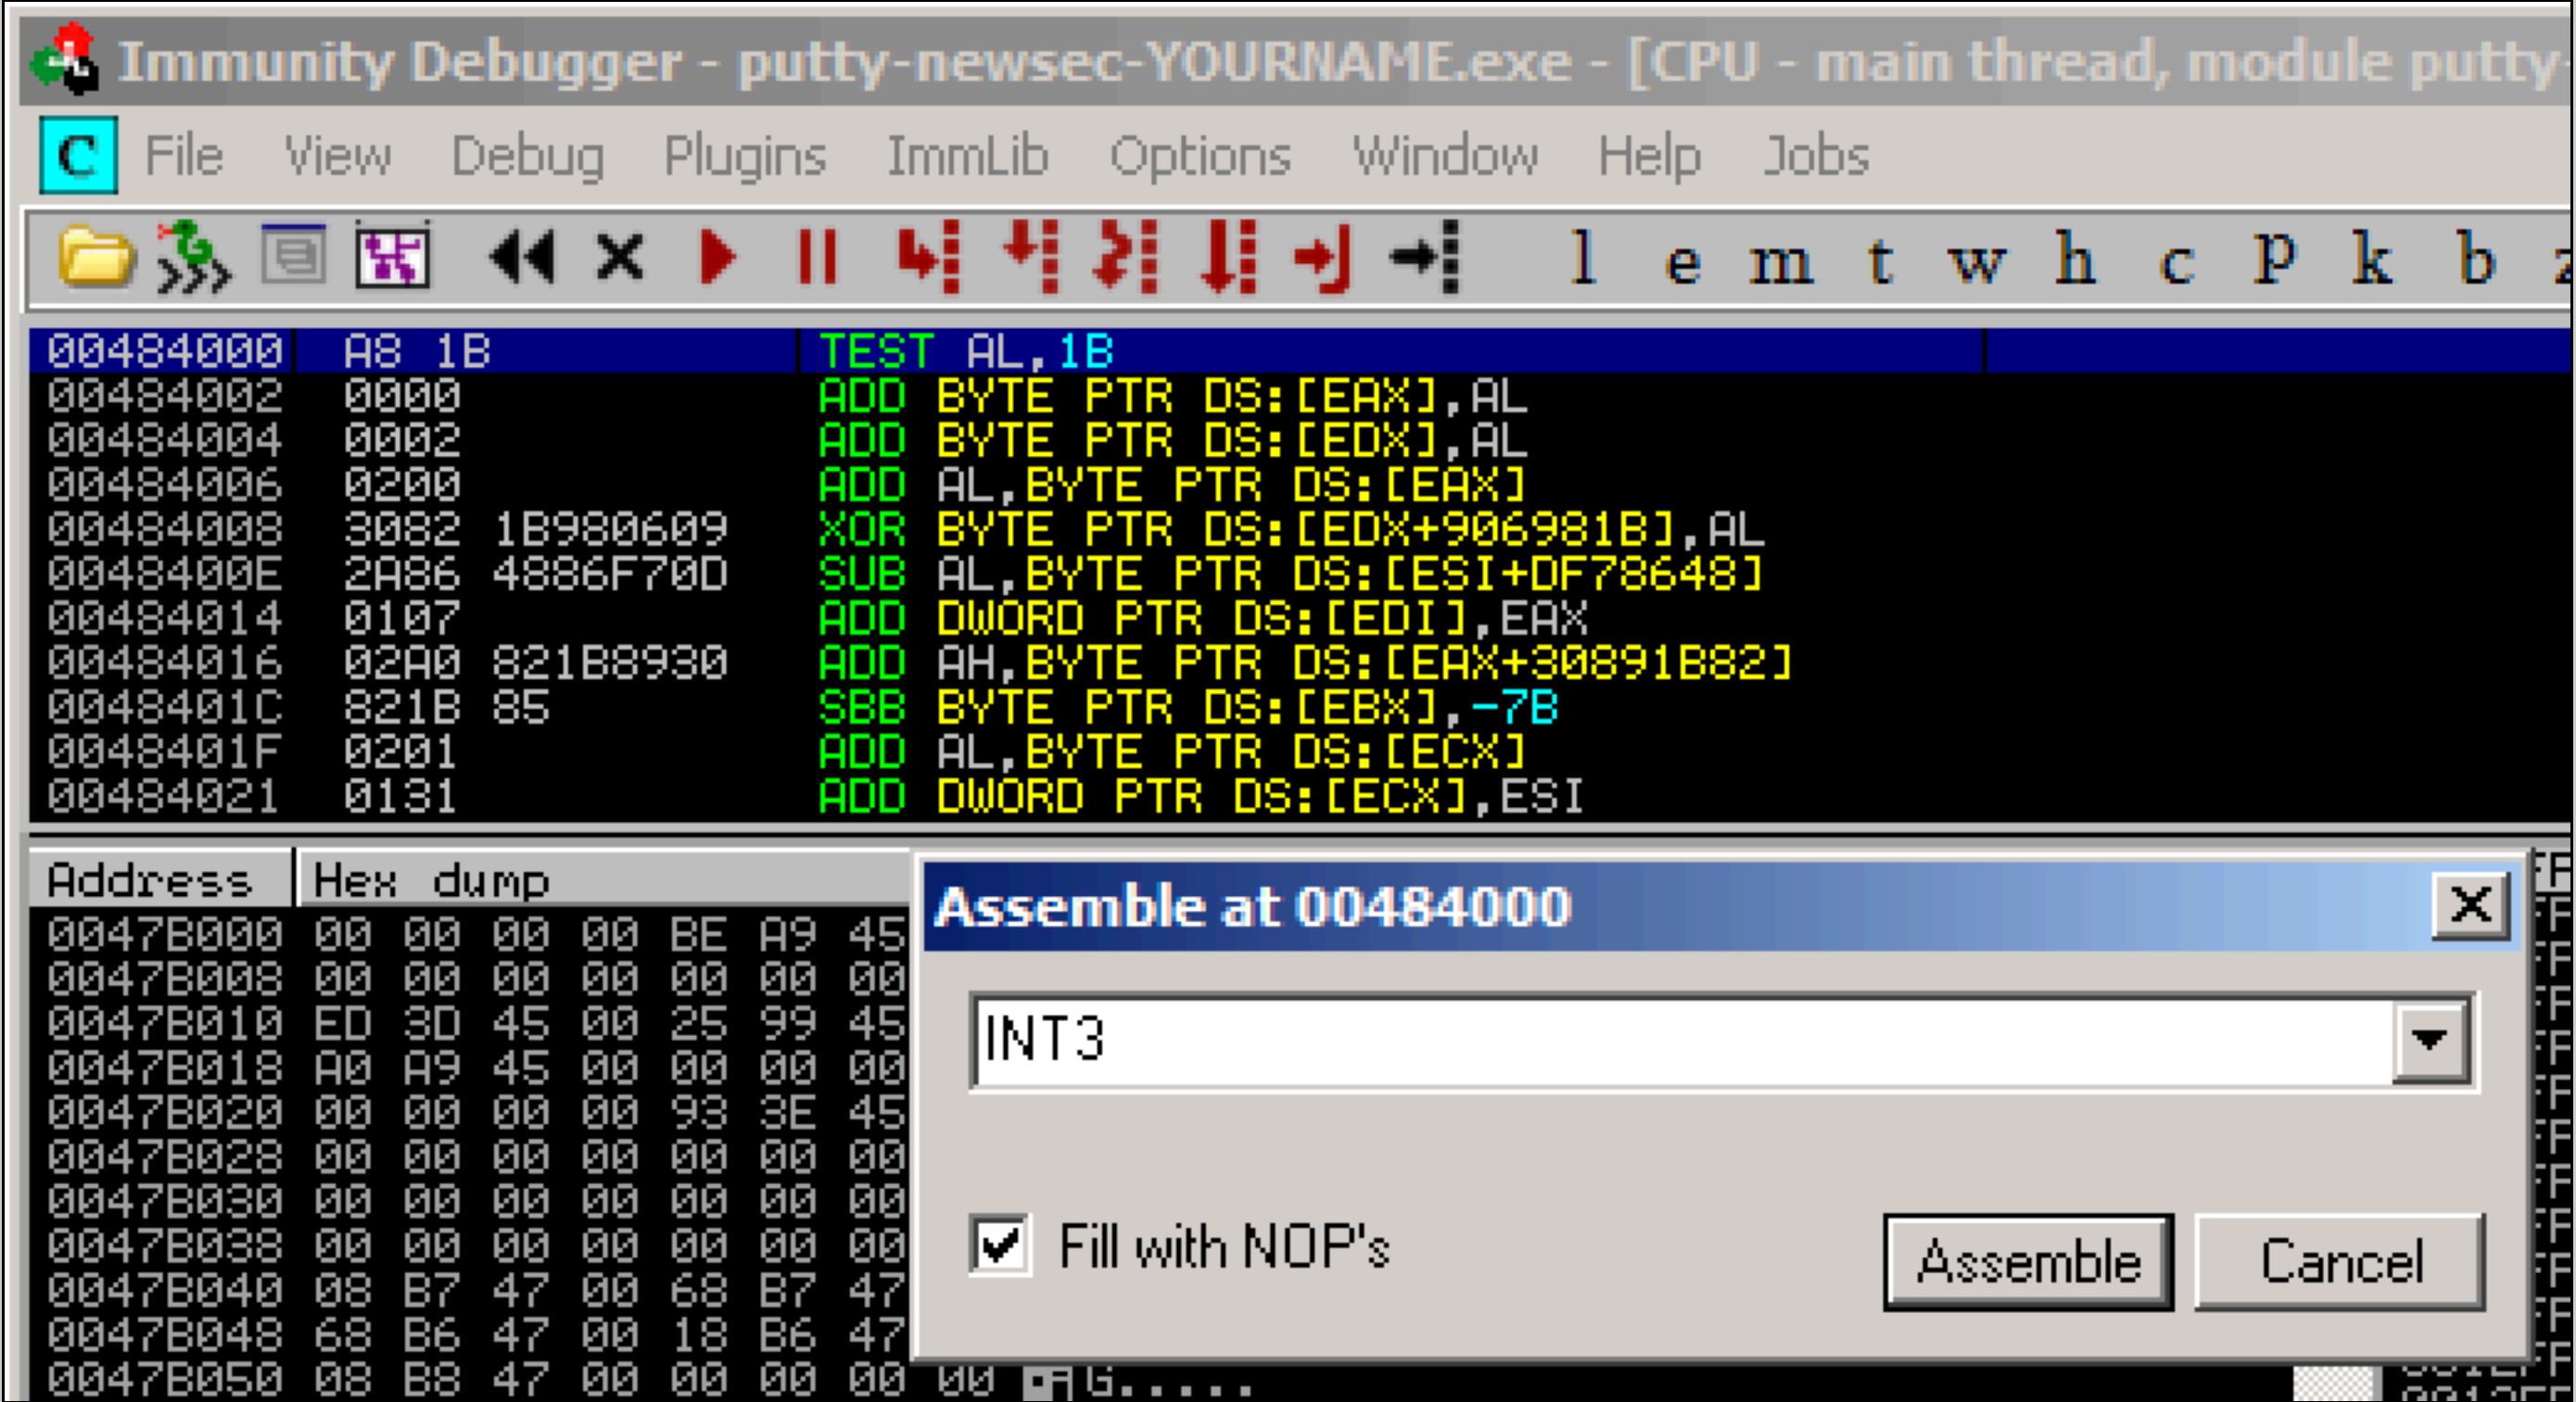 Immunity Debugger - putty-newsec-YOURNAME.exe - [CPU - main thread, module putty-
C File View Debug Plugins ImmLib Options Window Help Jobs
l e m t w h c P k b z
00484000 A8 1B TEST AL,1B
00484002 0000 ADD BYTE PTR DS:[EAX],AL
00484004 0002 ADD BYTE PTR DS:[EDX],AL
00484006 0200 ADD AL,BYTE PTR DS:[EAX]
00484008 3082 1B980609 XOR BYTE PTR DS:[EDX+906981B],AL
0048400E 2A86 4886F70D SUB AL,BYTE PTR DS:[ESI+DF78648]
00484014 0107 ADD DWORD PTR DS:[EDI],EAX
00484016 02A0 821B8930 ADD AH,BYTE PTR DS:[EAX+30891B82]
0048401C 821B 85 SBB BYTE PTR DS:[EBX],-7B
0048401F 0201 ADD AL,BYTE PTR DS:[ECX]
00484021 0131 ADD DWORD PTR DS:[ECX],ESI
Address Hex dump
0047B000 00 00 00 00 BE A9 45
0047B008 00 00 00 00 00 00 00
0047B010 ED 3D 45 00 25 99 45
0047B018 A0 A9 45 00 00 00 00
0047B020 00 00 00 00 93 3E 45
0047B028 00 00 00 00 00 00 00
0047B030 00 00 00 00 00 00 00
0047B038 00 00 00 00 00 00 00
0047B040 08 B7 47 00 68 B7 47
0047B048 68 B6 47 00 18 B6 47
0047B050 08 B8 47 00 00 00 00 00 G.....
Assemble at 00484000
INT3
Fill with NOP's
Assemble Cancel